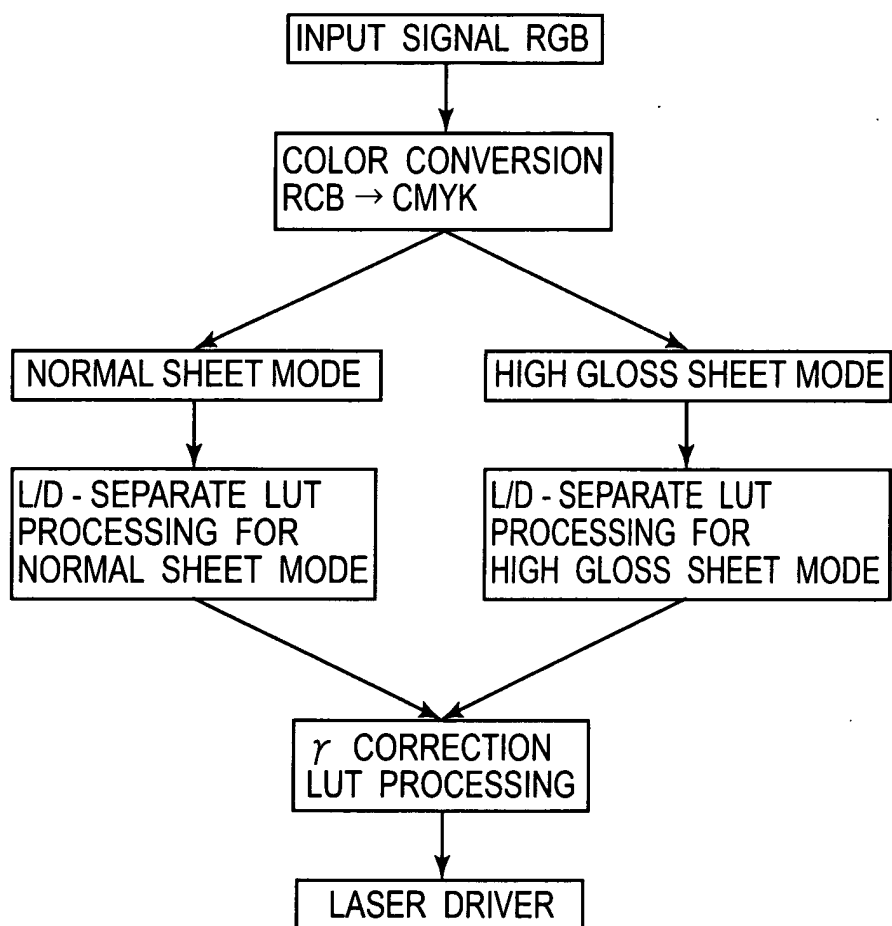 INPUT SIGNAL RGB
COLOR CONVERSION
RCB → CMYK
NORMAL SHEET MODE
HIGH GLOSS SHEET MODE
L/D - SEPARATE LUT
PROCESSING FOR
NORMAL SHEET MODE
L/D - SEPARATE LUT
PROCESSING FOR
HIGH GLOSS SHEET MODE
γ CORRECTION
LUT PROCESSING
LASER DRIVER